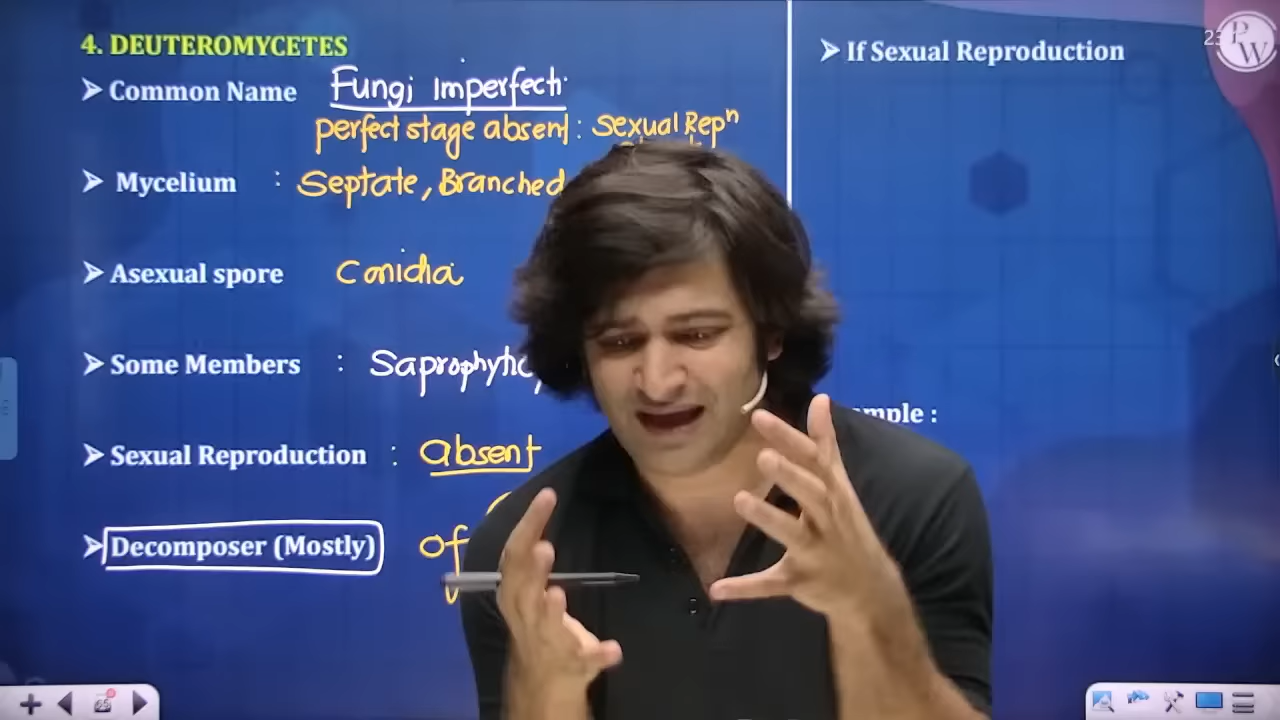 4. DEUTEROMYCETES
➤ Common Name Fungi imperfecti
perfect stage absent : Sexual Repⁿ
➤ Mycelium : Septate, Branched
➤ Asexual spore Conidia
➤ Some Members : Saprophytic,
➤ Sexual Reproduction : absent
➤ Decomposer (Mostly) of
➤ If Sexual Reproduction
PW
65